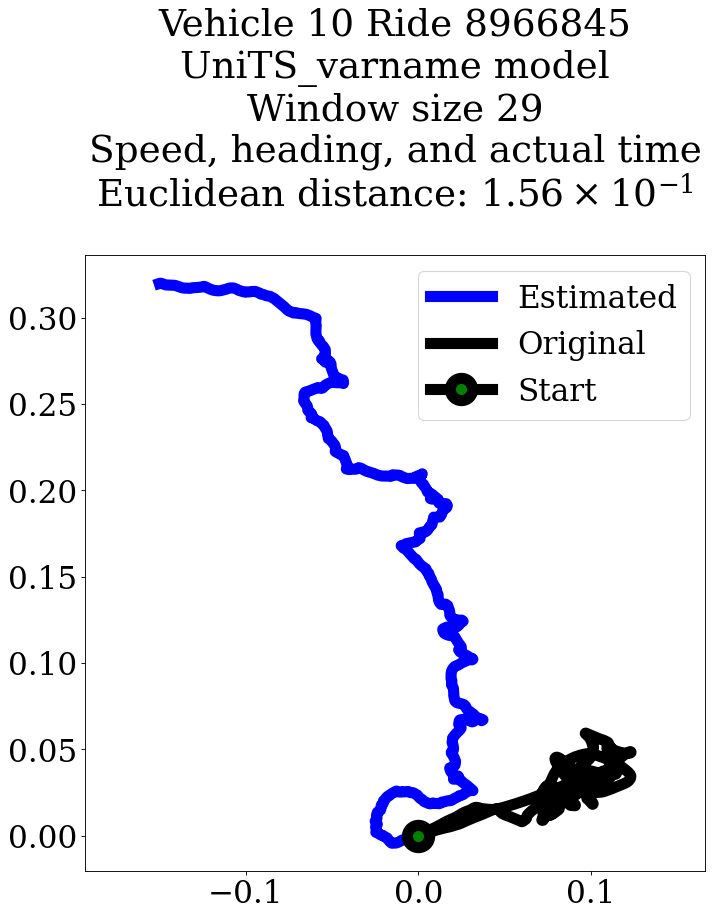 Vehicle 10 Ride 8966845
UniTS_varname model
Window size 29
Speed, heading, and actual time
Euclidean distance: 1.56 × 10⁻¹
Estimated
Original
Start
0.30
0.25
0.20
0.15
0.10
0.05
0.00
−0.1 0.0 0.1